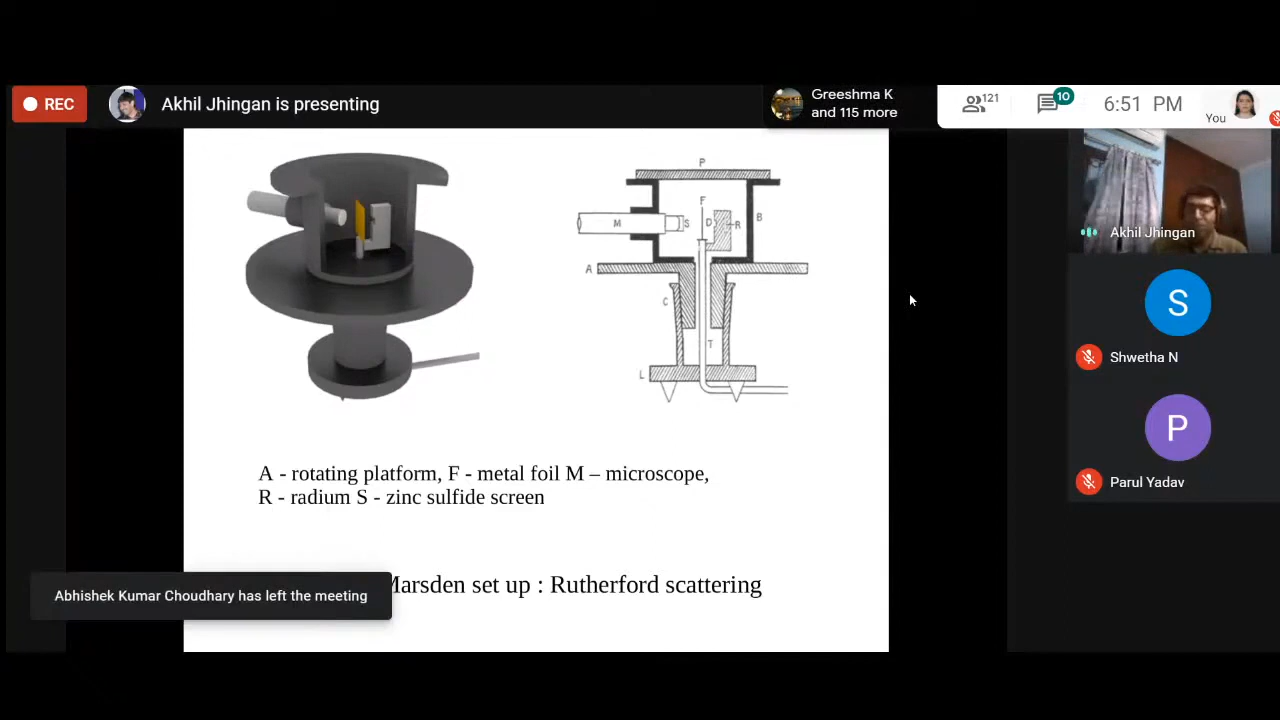 REC
Akhil Jhingan is presenting
Greeshma K
and 115 more
121
10
6:51 PM
You
P
F
M
S
D
R
B
A
C
T
L
Akhil Jhingan
S
Shwetha N
P
Parul Yadav
A - rotating platform, F - metal foil M – microscope,
R - radium S - zinc sulfide screen
Marsden set up : Rutherford scattering
Abhishek Kumar Choudhary has left the meeting